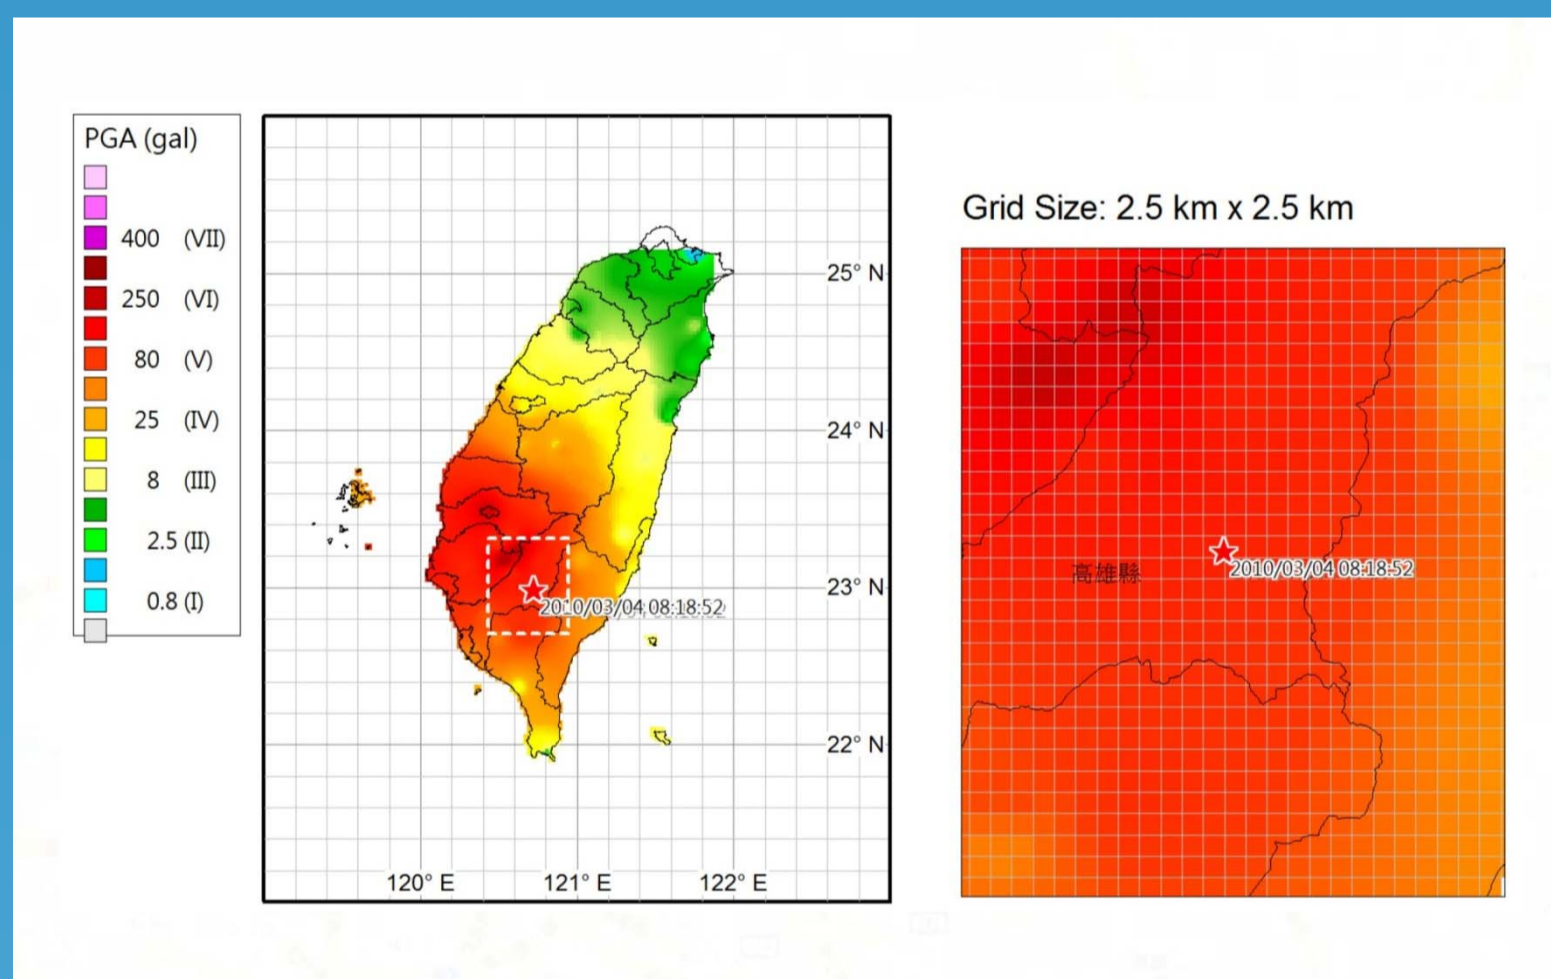 PGA (gal)
400 (VII)
250 (VI)
80 (V)
25 (IV)
8 (III)
2.5 (II)
0.8 (I)
25° N
24° N
23° N
22° N
120° E 121° E 122° E
2010/03/04 08:18:52
Grid Size: 2.5 km x 2.5 km
2010/03/04 08:18:52
高雄縣